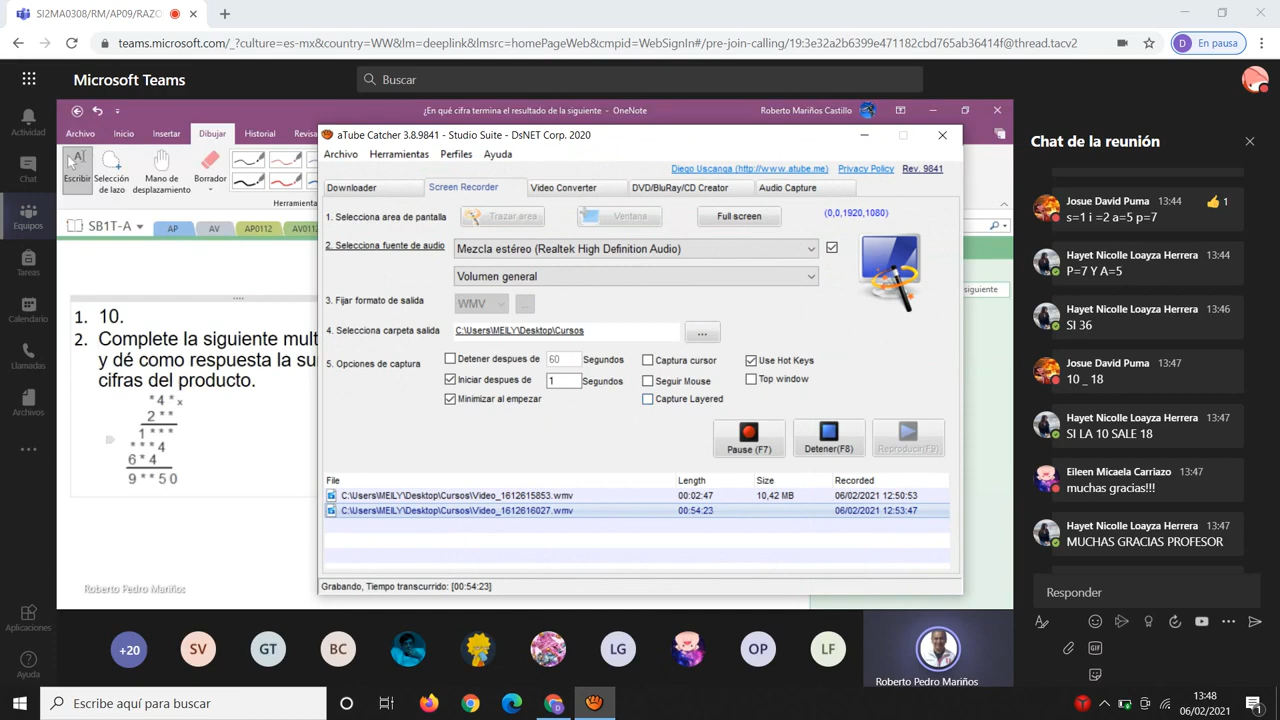 SI2MA0308/RM/AP09/RAZO
teams.microsoft.com/_?culture=es-mx&country=WW&lm=deeplink&lmsrc=homePageWeb&cmpid=WebSignIn#/pre-join-calling/19:3e32a2b6399e471182cbd765ab36414f@thread.tacv2
D En pausa
Microsoft Teams
Buscar
Actividad
Chat
Equipos
Tareas
Calendario
Llamadas
Archivos
Aplicaciones
Ayuda
¿En qué cifra termina el resultado de la siguiente - OneNote
Roberto Mariños Castillo
Archivo Inicio Insertar Dibujar Historial Revisa
Escribir
Selección de lazo
Mano de desplazamiento
Borrador
Herramienta
SB1T-A AP AV AP0112 AV011
siguiente
1. 10.
2. Complete la siguiente mult
y dé como respuesta la su
cifras del producto.
*4*x
2**
1***
***4
6*4
9**50
Roberto Pedro Mariños
aTube Catcher 3.8.9841 - Studio Suite - DsNET Corp. 2020
Archivo Herramientas Perfiles Ayuda
Diego Uscanga (http://www.atube.me) Privacy Policy Rev. 9841
Downloader Screen Recorder Video Converter DVD/BluRay/CD Creator Audio Capture
1. Selecciona area de pantalla Trazar area Ventana Full screen (0,0,1920,1080)
2. Selecciona fuente de audio Mezcla estéreo (Realtek High Definition Audio)
Volumen general
3. Fijar formato de salida WMV ...
4. Selecciona carpeta salida C:\Users\MEILY\Desktop\Cursos ...
5. Opciones de captura Detener despues de 60 Segundos Captura cursor Use Hot Keys
Iniciar despues de 1 Segundos Seguir Mouse Top window
Minimizar al empezar Capture Layered
Pause (F7) Detener(F8) Reproducir(F9)
File Length Size Recorded
C:\Users\MEILY\Desktop\Cursos\Video_1612615853.wmv 00:02:47 10,42 MB 06/02/2021 12:50:53
C:\Users\MEILY\Desktop\Cursos\Video_1612616027.wmv 00:54:23 06/02/2021 12:53:47
Grabando, Tiempo transcurrido: [00:54:23]
Chat de la reunión
Josue David Puma 13:44 1
s=1 i =2 a=5 p=7
Hayet Nicolle Loayza Herrera 13:44
P=7 Y A=5
Hayet Nicolle Loayza Herrera 13:46
SI 36
Josue David Puma 13:47
10 _ 18
Hayet Nicolle Loayza Herrera 13:47
SI LA 10 SALE 18
Eileen Micaela Carriazo 13:47
muchas gracias!!!
Hayet Nicolle Loayza Herrera 13:47
MUCHAS GRACIAS PROFESOR
Responder
GIF
+20 SV GT BC LG OP LF
Roberto Pedro Mariños
Escribe aquí para buscar
13:48
06/02/2021
1